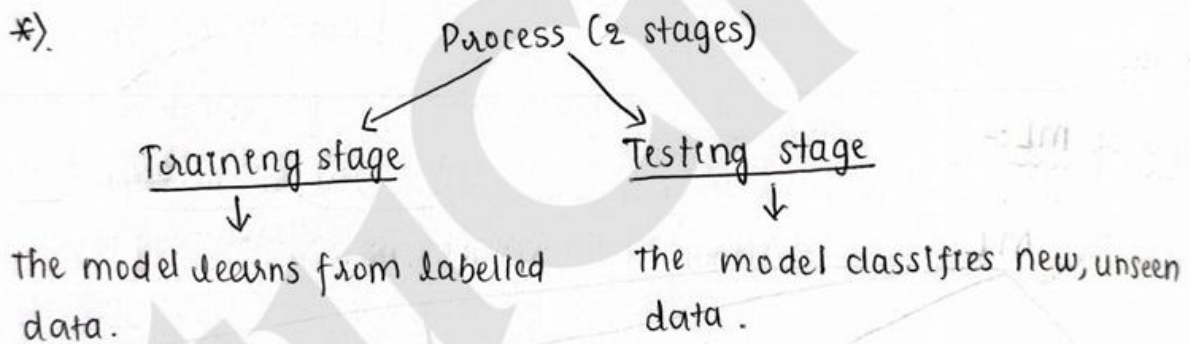 *).
Process (2 stages)
Training stage
Testing stage
the model learns from labelled
data.
the model classifies new, unseen
data.
ML:-